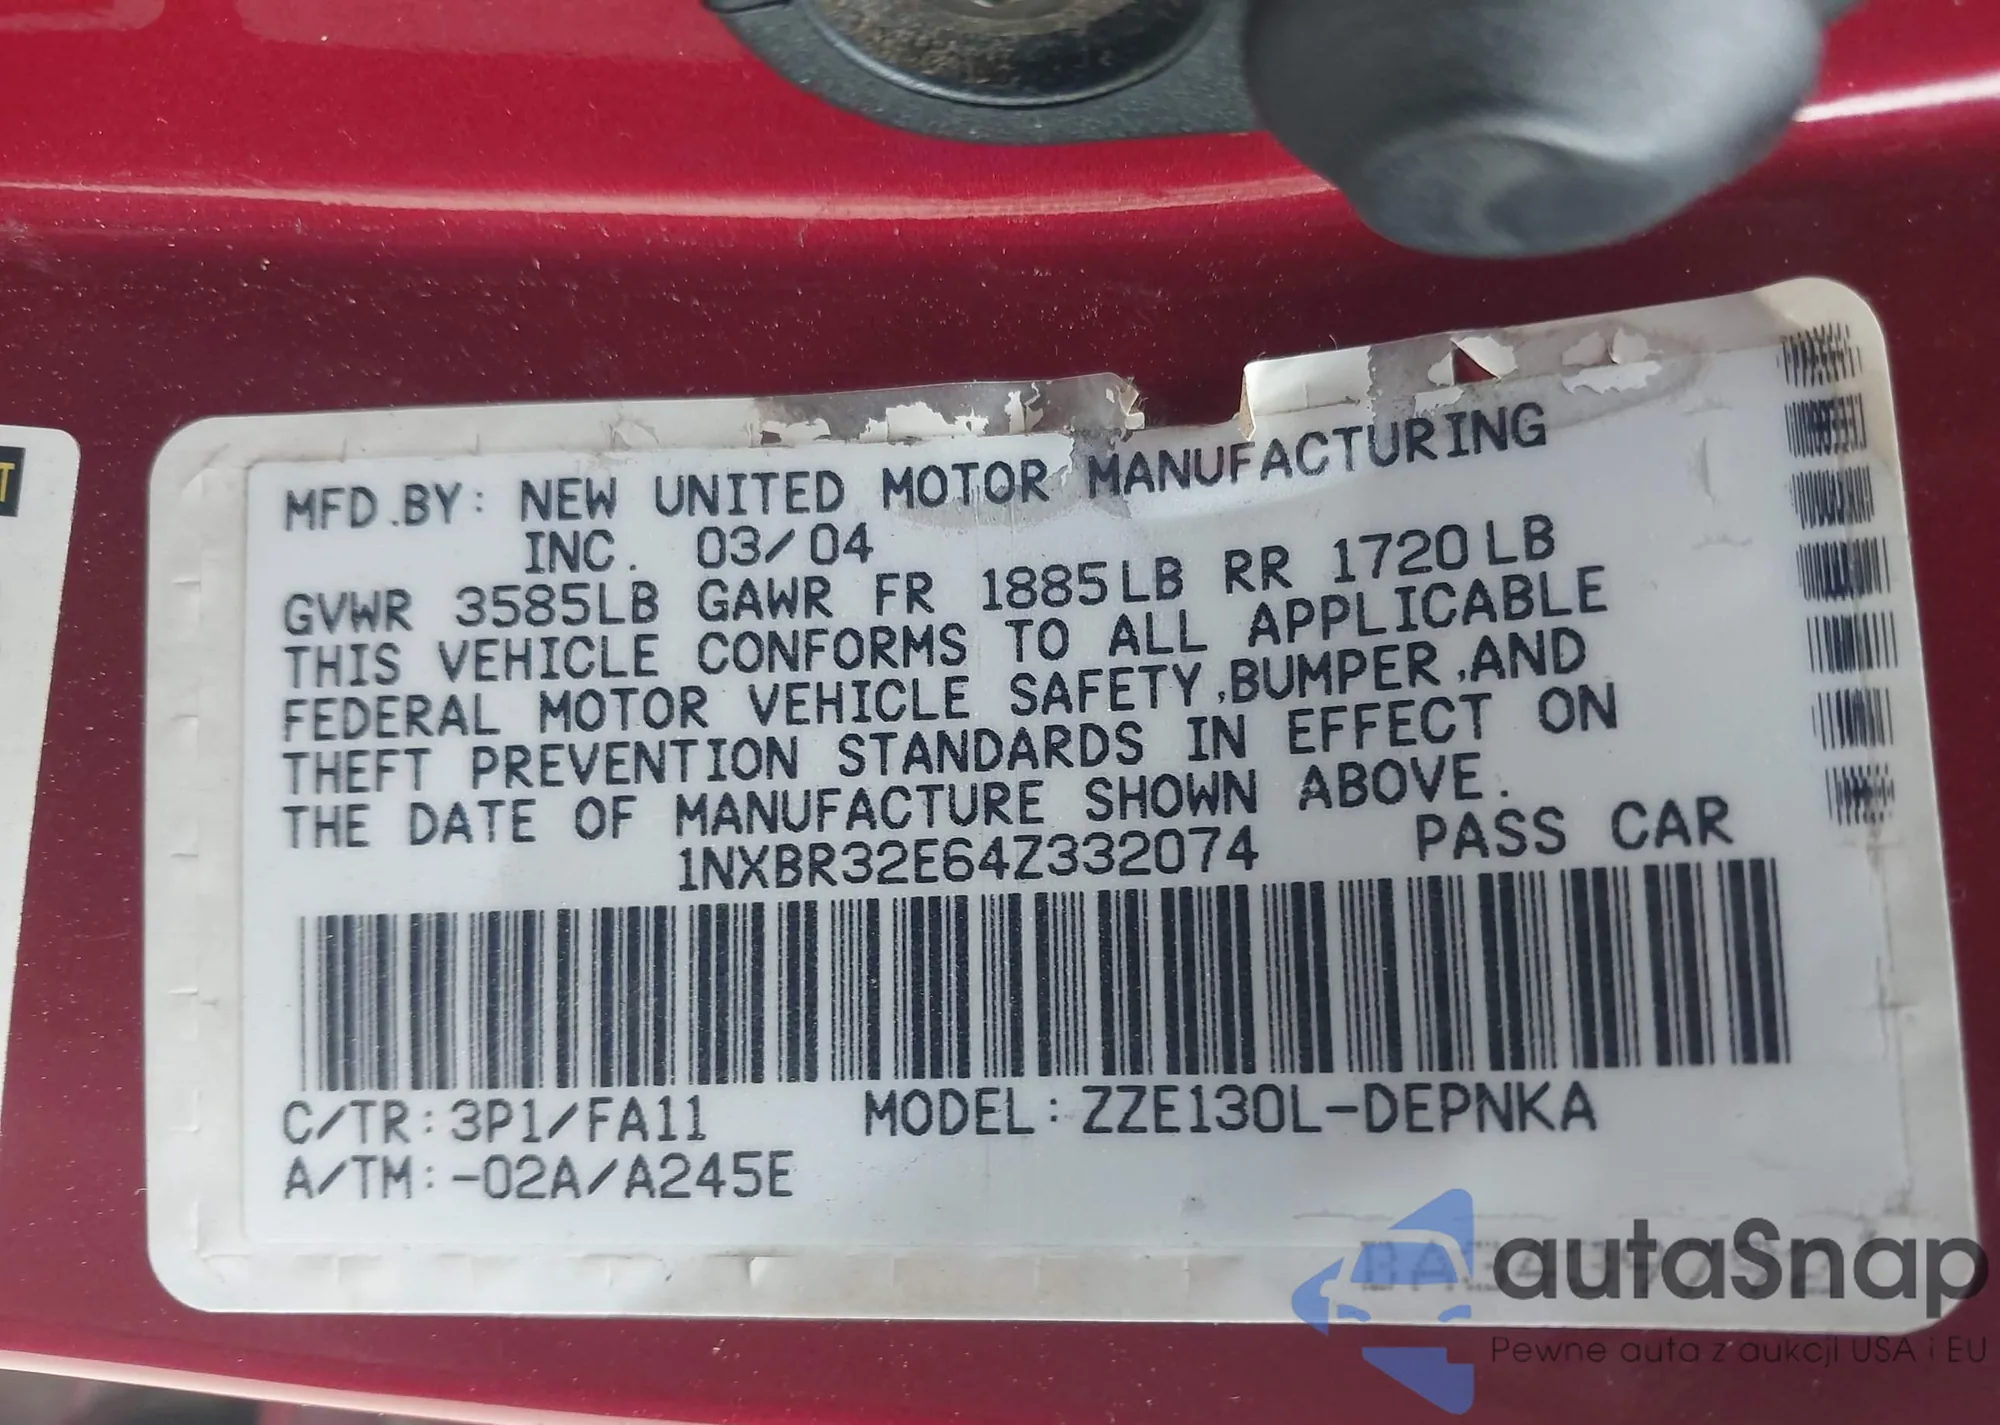 MFD.BY: NEW UNITED MOTOR MANUFACTURING
INC. 03/04
GVWR 3585LB GAWR FR 1885LB RR 1720LB
THIS VEHICLE CONFORMS TO ALL APPLICABLE
FEDERAL MOTOR VEHICLE SAFETY,BUMPER,AND
THEFT PREVENTION STANDARDS IN EFFECT ON
THE DATE OF MANUFACTURE SHOWN ABOVE.
1NXBR32E64Z332074 PASS CAR
C/TR:3P1/FA11 MODEL:ZZE130L-DEPNKA
A/TM:-02A/A245E
autaSnap
Pewne auta z aukcji USA i EU